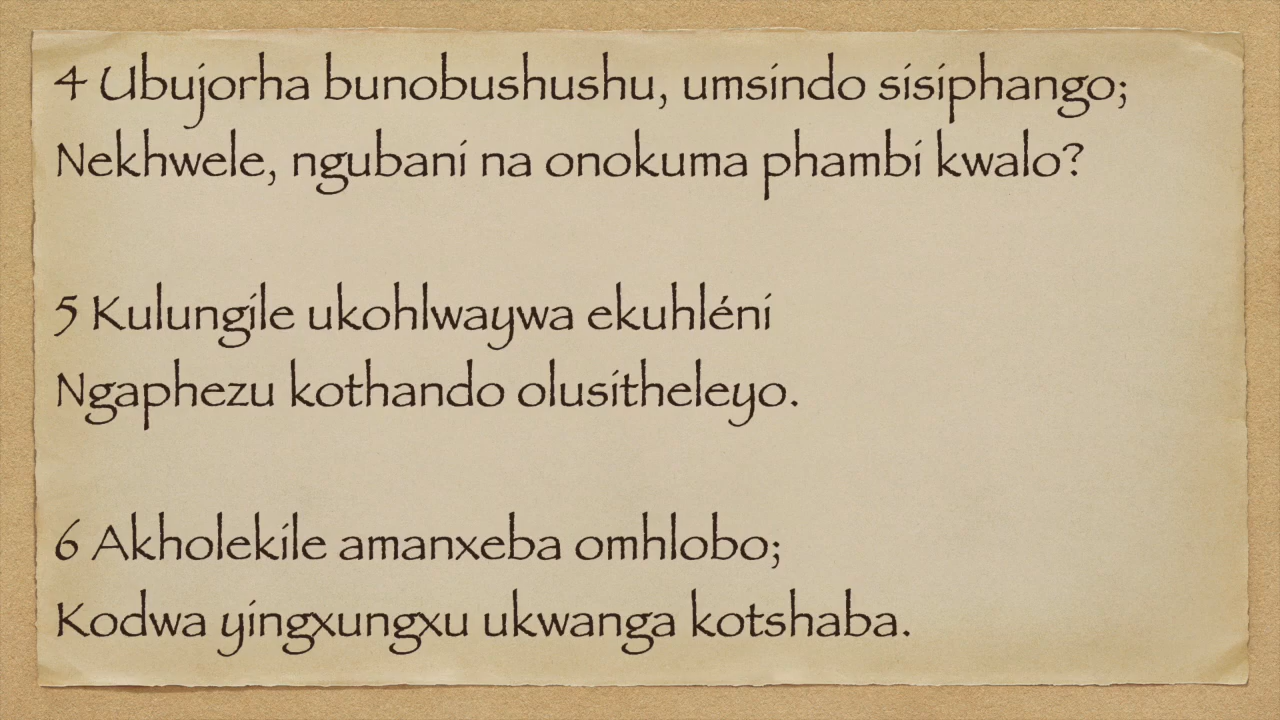 4 Ubujorha bunobushushu, umsindo sisiphango;
Nekhwele, ngubani na onokuma phambi kwalo?
5 Kulungile ukohlwaywa ekuhléni
Ngaphezu kothando olusitheleyo.
6 Akholekile amanxeba omhlobo;
Kodwa yingxungxu ukwanga kotshaba.